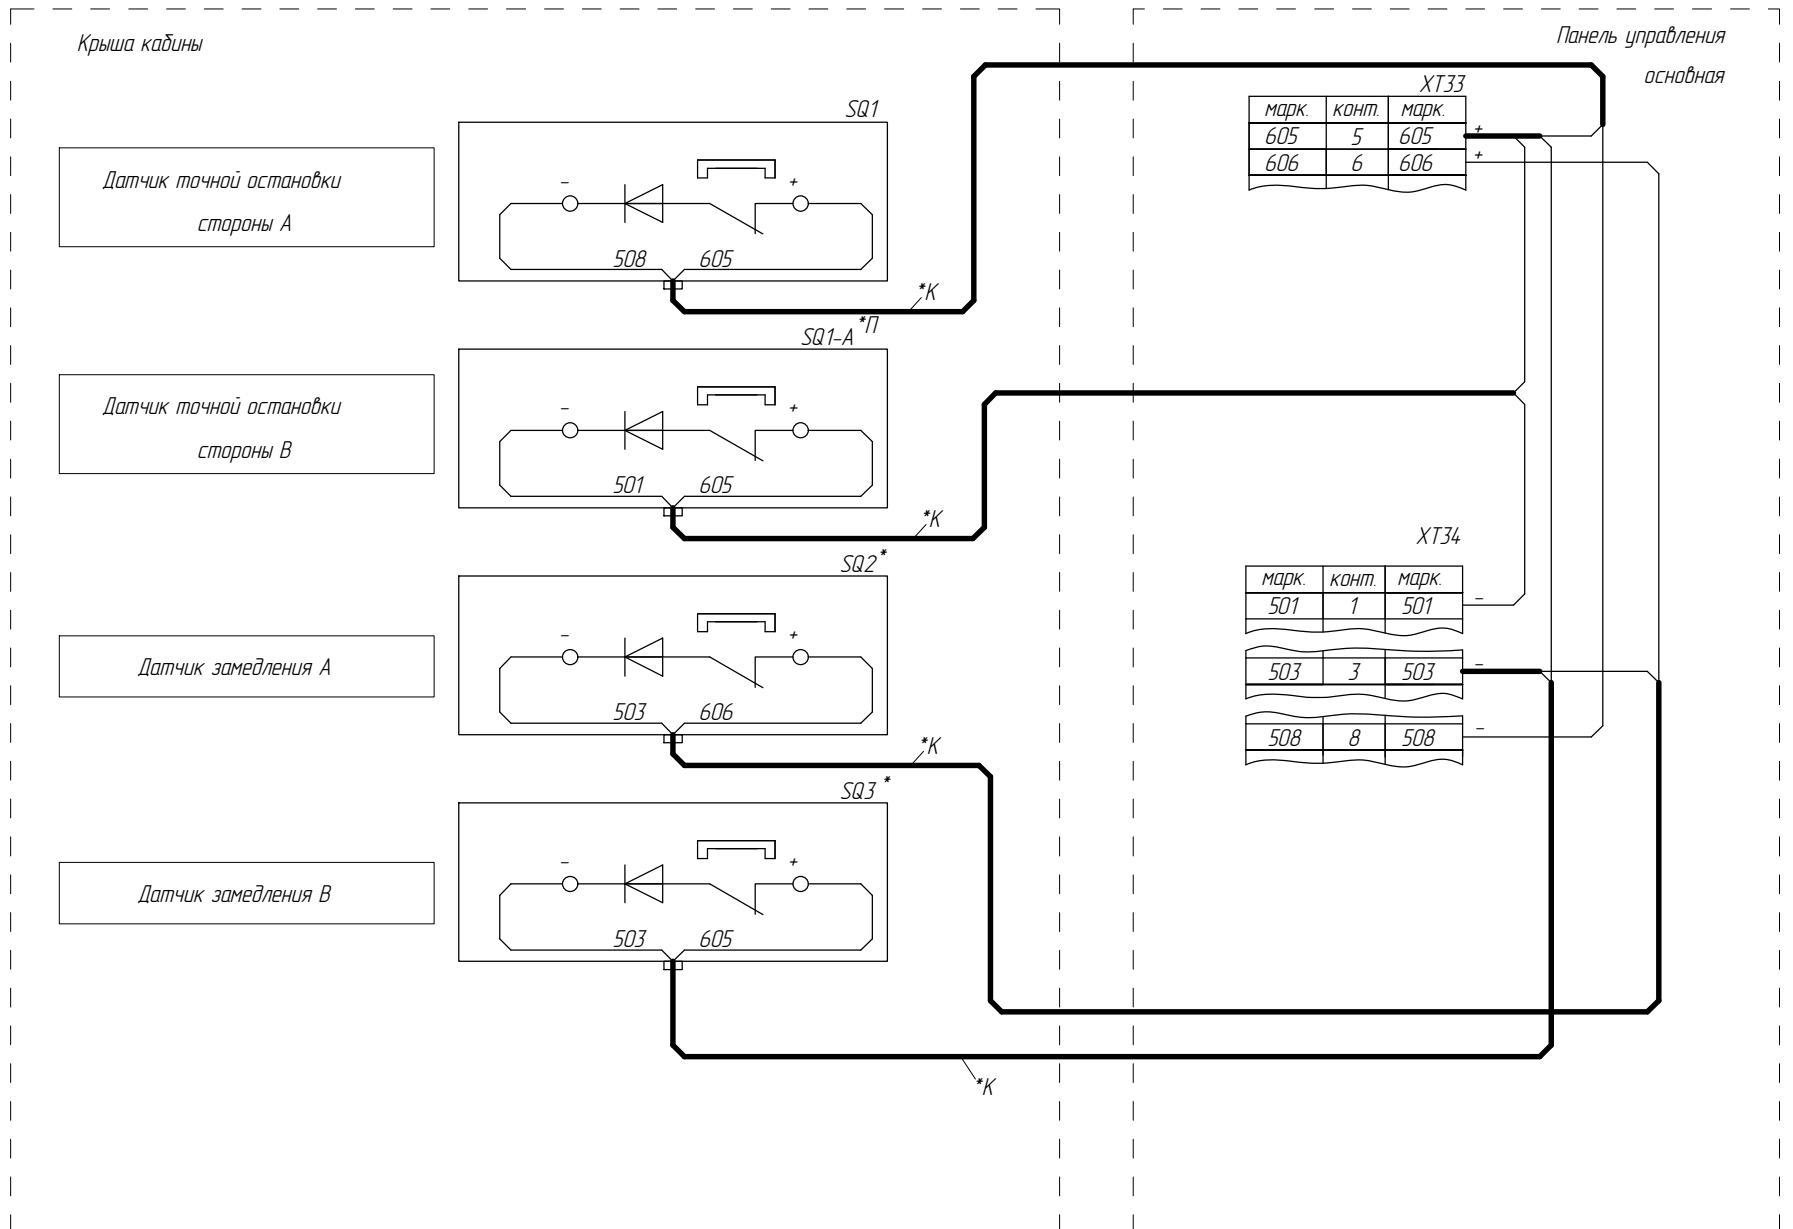 Крыша кабины
Панель управления
основная
Датчик точной остановки
стороны А
SQ1
-
+
508
605
*К
XT33
марк.
конт.
марк.
605
5
605
+
606
6
606
+
Датчик точной остановки
стороны В
SQ1-A *П
-
+
501
605
*К
Датчик замедления А
SQ2*
-
+
503
606
*К
XT34
марк.
конт.
марк.
501
1
501
-
503
3
503
-
508
8
508
-
Датчик замедления В
SQ3*
-
+
503
605
*К